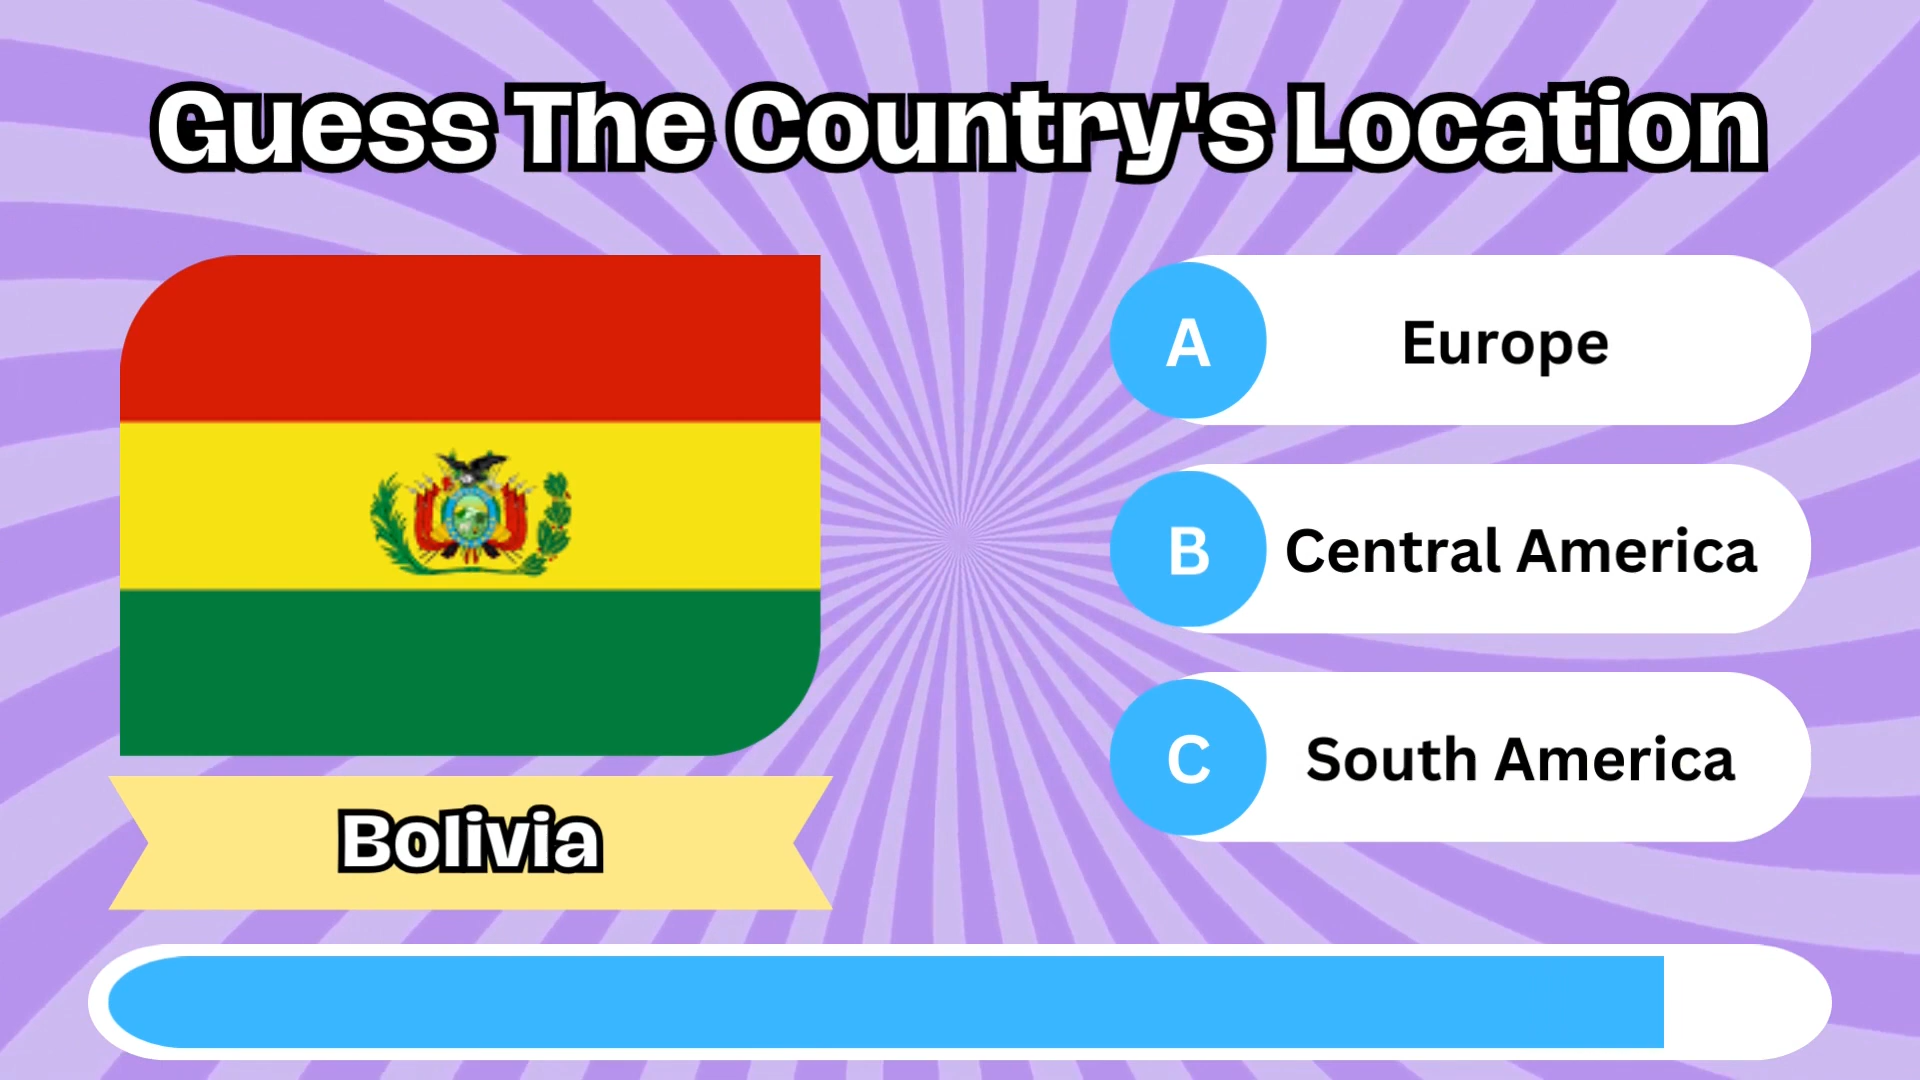 Guess The Country's Location
A
Europe
B
Central America
C
South America
Bolivia